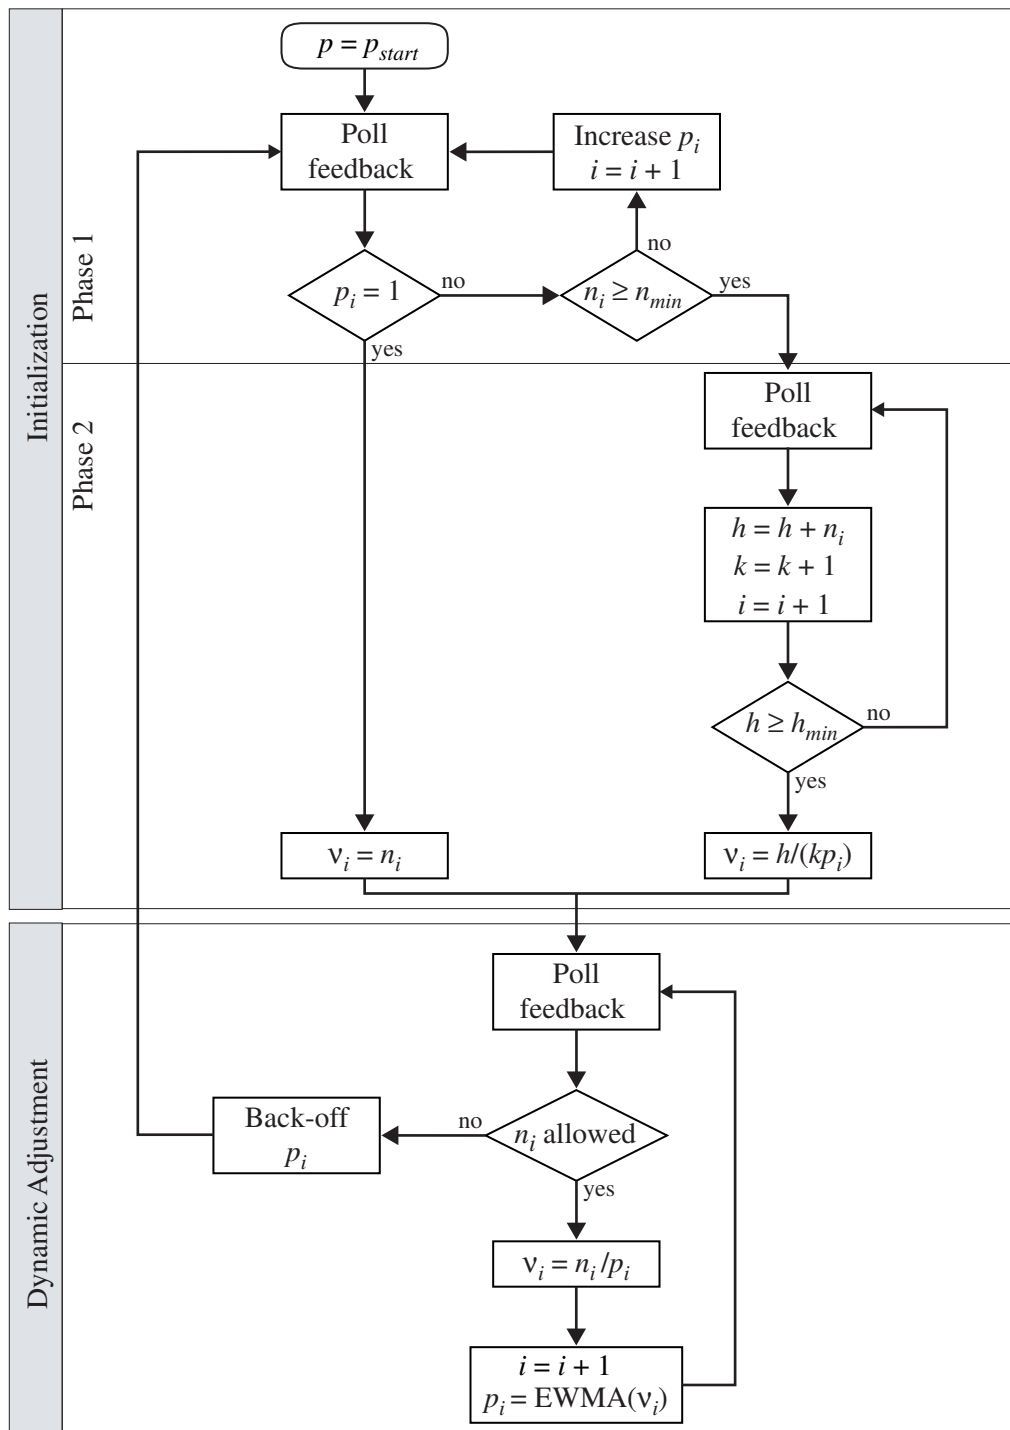 Initialization
Phase 1
p = p_start
Poll
feedback
Increase p_i
i = i + 1
p_i = 1
no
yes
n_i ≥ n_min
no
yes
Phase 2
Poll
feedback
h = h + n_i
k = k + 1
i = i + 1
h ≥ h_min
no
yes
ν_i = n_i
ν_i = h/(kp_i)
Dynamic Adjustment
Poll
feedback
n_i allowed
no
yes
Back-off
p_i
ν_i = n_i/p_i
i = i + 1
p_i = EWMA(ν_i)